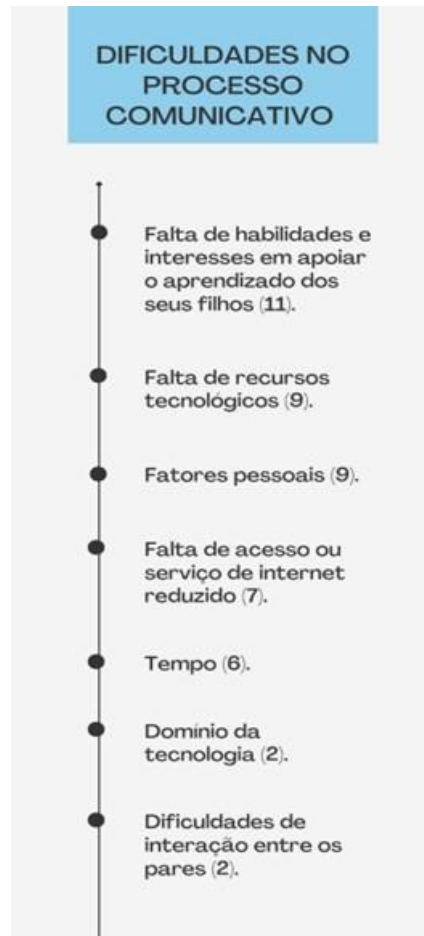 DIFICULDADES NO
PROCESSO
COMUNICATIVO
Falta de habilidades e
interesses em apoiar
o aprendizado dos
seus filhos (11).
Falta de recursos
tecnológicos (9).
Fatores pessoais (9).
Falta de acesso ou
serviço de internet
reduzido (7).
Tempo (6).
Domínio da
tecnologia (2).
Dificuldades de
interação entre os
pares (2).